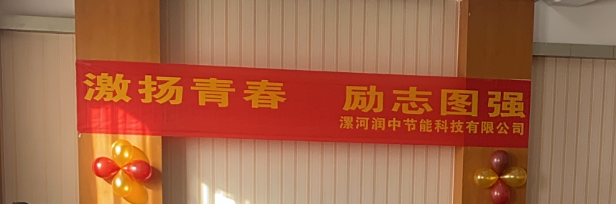 激扬青春 励志图强
漯河润中节能科技有限公司